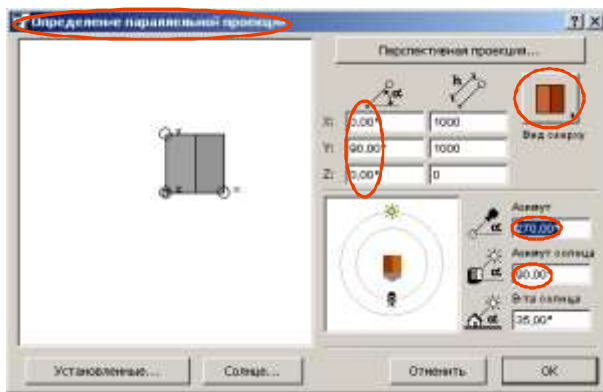 Определение параллельной проекции
Перспективная проекция...
h
α
X: 0,00° 1000
Y: 90,00° 1000
Z: 0,00° 0
Вид сверху
Азимут
α 270,00°
Азимут солнца
α 90,00°
В-та солнца
α 35,00°
Установленные... Солнце... Отменить OK